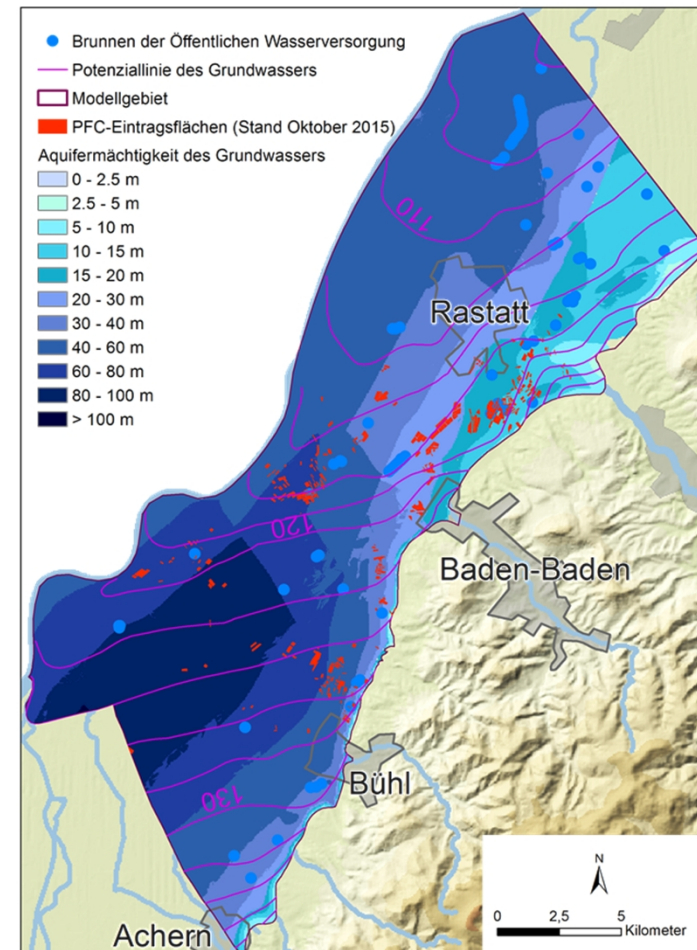 Brunnen der Öffentlichen Wasserversorgung
Potenziallinie des Grundwassers
Modellgebiet
PFC-Eintragsflächen (Stand Oktober 2015)
Aquifermächtigkeit des Grundwassers
0 - 2.5 m
2.5 - 5 m
5 - 10 m
10 - 15 m
15 - 20 m
20 - 30 m
30 - 40 m
40 - 60 m
60 - 80 m
80 - 100 m
> 100 m
110
Rastatt
120
Baden-Baden
Bühl
130
Achern
N
0 2,5 5
Kilometer